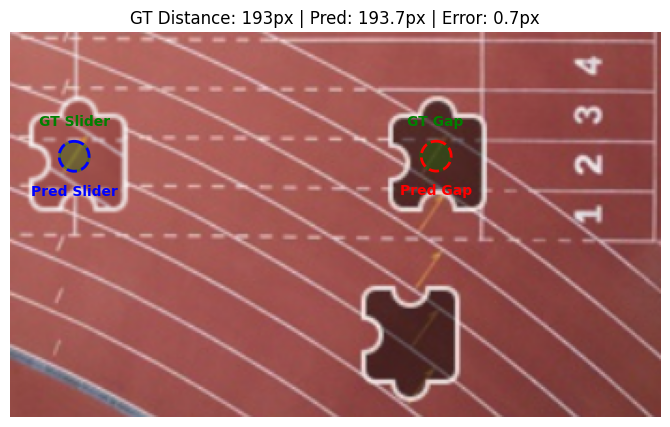 GT Distance: 193px | Pred: 193.7px | Error: 0.7px
4
3
GT Slider
GT Gap
2
Pred Slider
Pred Gap
1